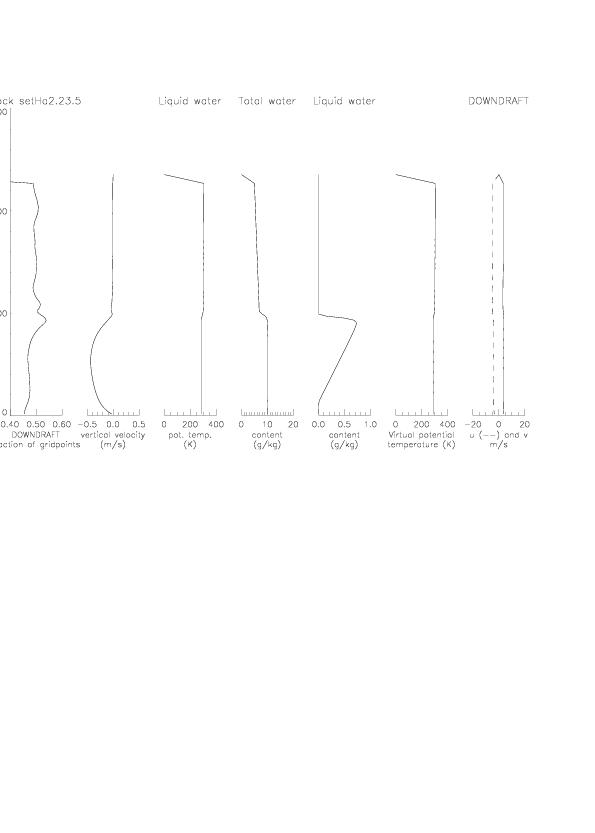 ock setHa2.23.5 Liquid water Total water Liquid water DOWNDRAFT
00
00
00
0
0.40 0.50 0.60 -0.5 0.0 0.5 0 200 400 0 10 20 0.0 0.5 1.0 0 200 400 -20 0 20
DOWNDRAFT vertical velocity pot. temp. content content Virtual potential u (--) and v
action of gridpoints (m/s) (K) (g/kg) (g/kg) temperature (K) m/s